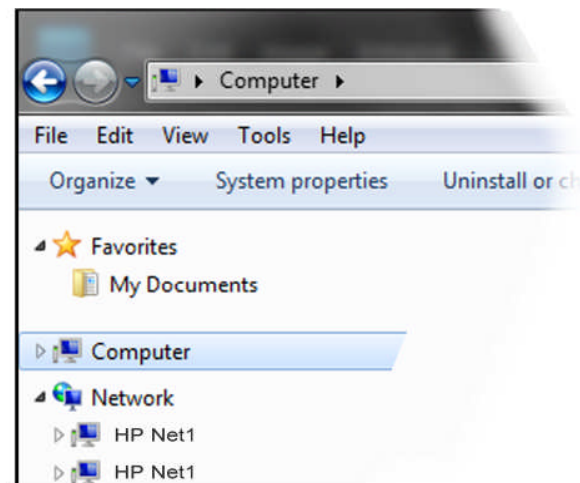 Computer
File Edit View Tools Help
Organize System properties Uninstall or ch
Favorites
My Documents
Computer
Network
HP Net1
HP Net1